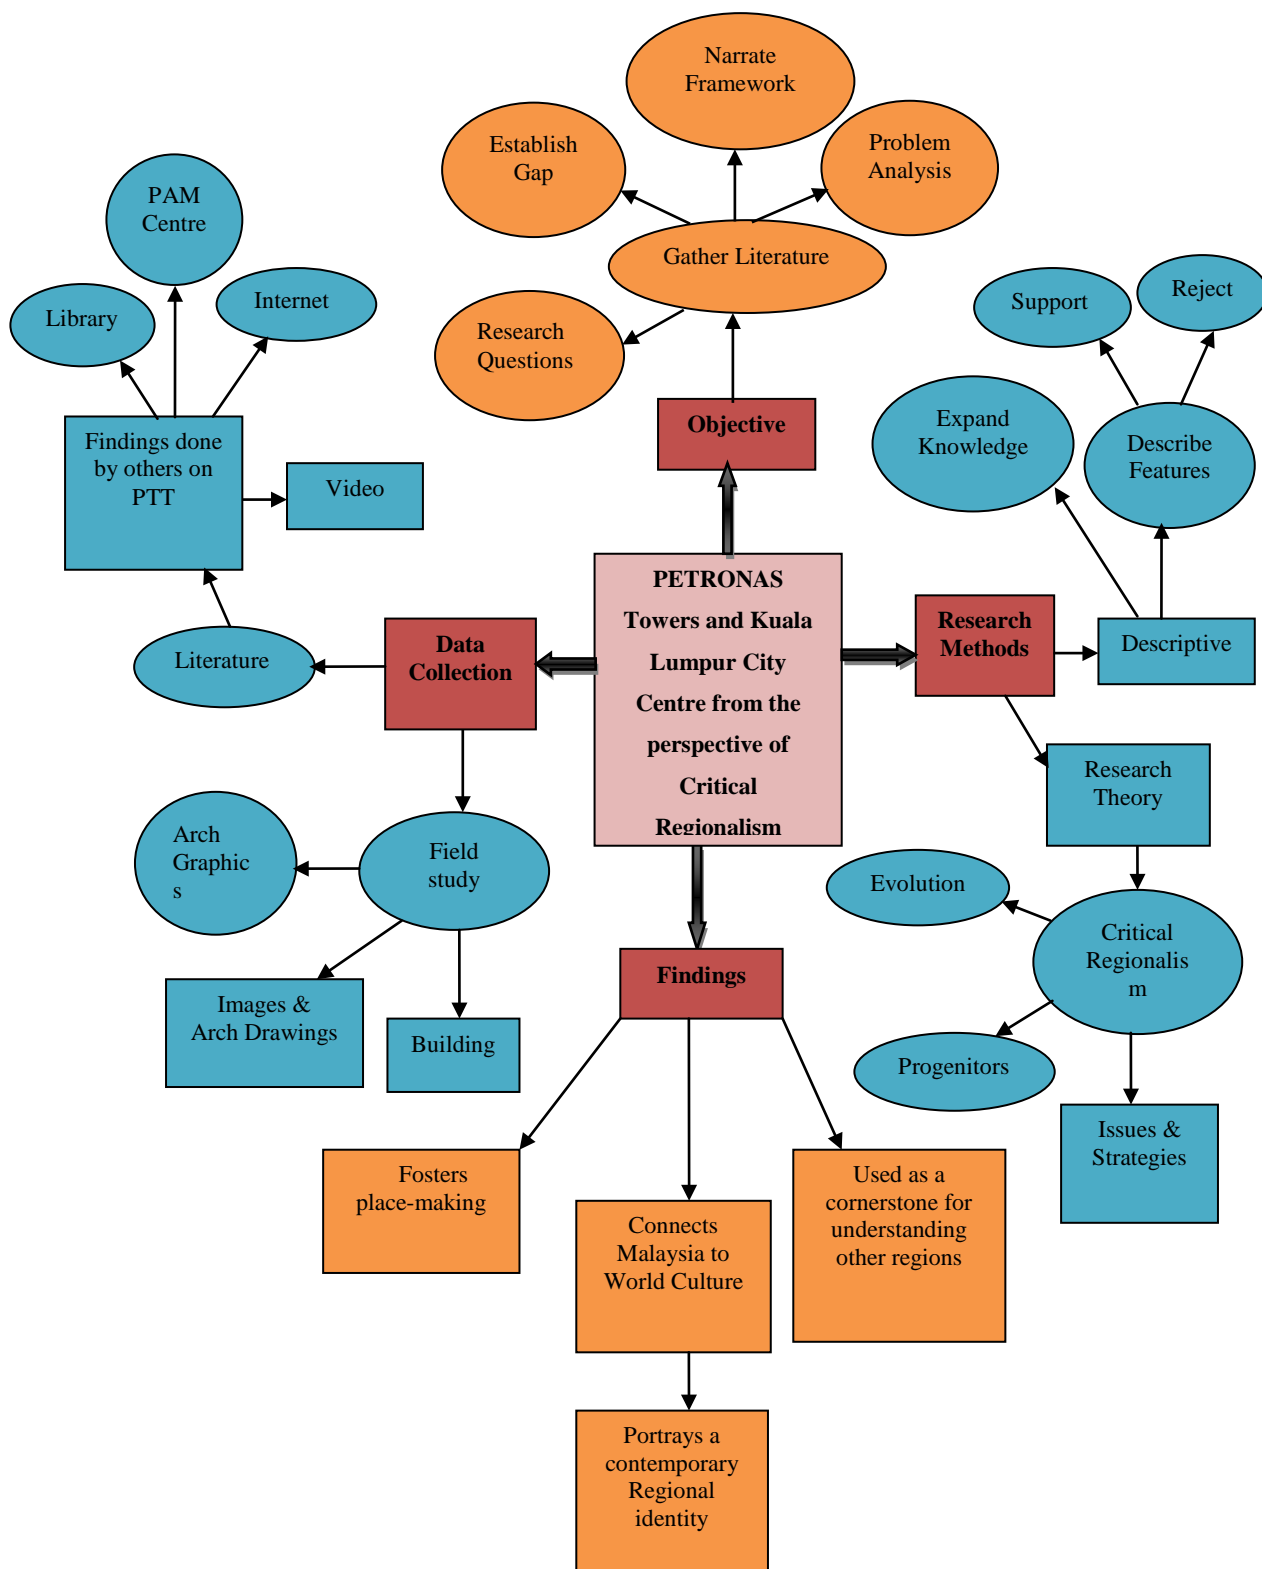 Narrate
Framework
Establish
Gap
Problem
Analysis
PAM
Centre
Gather Literature
Library
Internet
Support
Reject
Research
Questions
Objective
Expand
Knowledge
Describe
Features
Findings done
by others on
PTT
Video
PETRONAS
Towers and Kuala
Lumpur City
Centre from the
perspective of
Critical
Regionalism
Data
Collection
Literature
Research
Methods
Descriptive
Research
Theory
Arch
Graphic
s
Field
study
Evolution
Critical
Regionalis
m
Images &
Arch Drawings
Building
Findings
Progenitors
Issues &
Strategies
Fosters
place-making
Connects
Malaysia to
World Culture
Used as a
cornerstone for
understanding
other regions
Portrays a
contemporary
Regional
identity